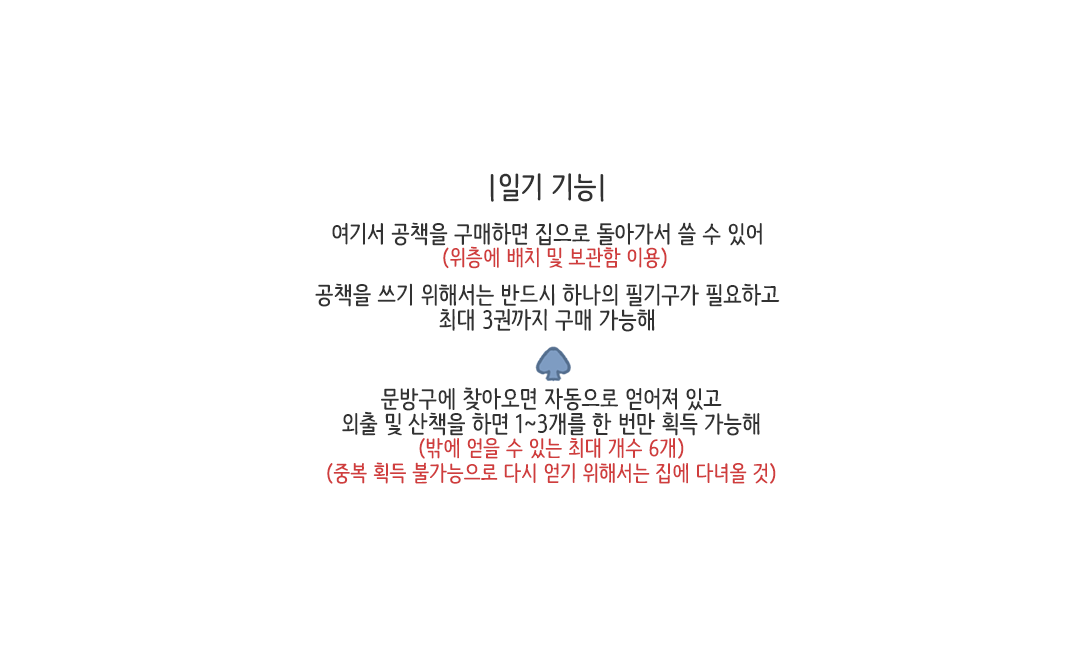 |일기 기능|
여기서 공책을 구매하면 집으로 돌아가서 쓸 수 있어
(위층에 배치 및 보관함 이용)
공책을 쓰기 위해서는 반드시 하나의 필기구가 필요하고
최대 3권까지 구매 가능해
문방구에 찾아오면 자동으로 얻어져 있고
외출 및 산책을 하면 1~3개를 한 번만 획득 가능해
(밖에 얻을 수 있는 최대 개수 6개)
(중복 획득 불가능으로 다시 얻기 위해서는 집에 다녀올 것)